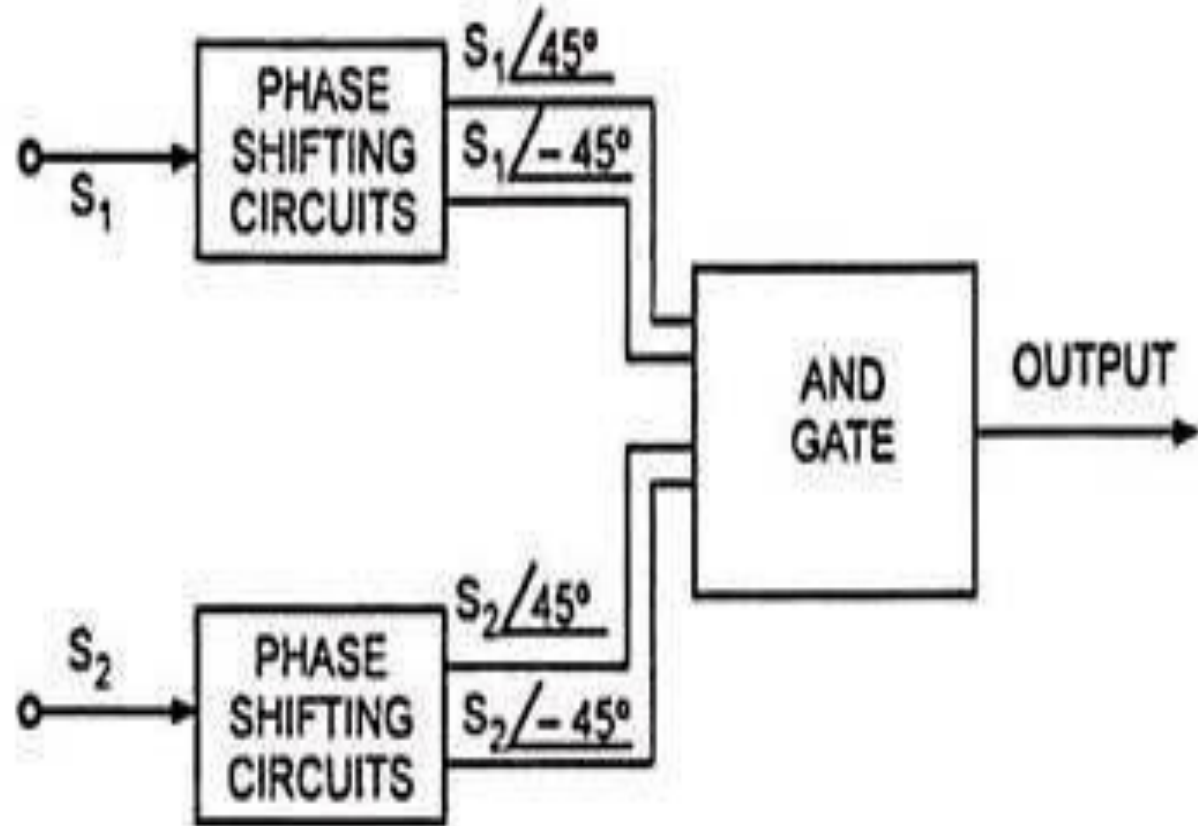 S₁
PHASE
SHIFTING
CIRCUITS
S₁∠45°
S₁∠-45°
AND
GATE
OUTPUT
S₂
PHASE
SHIFTING
CIRCUITS
S₂∠45°
S₂∠-45°